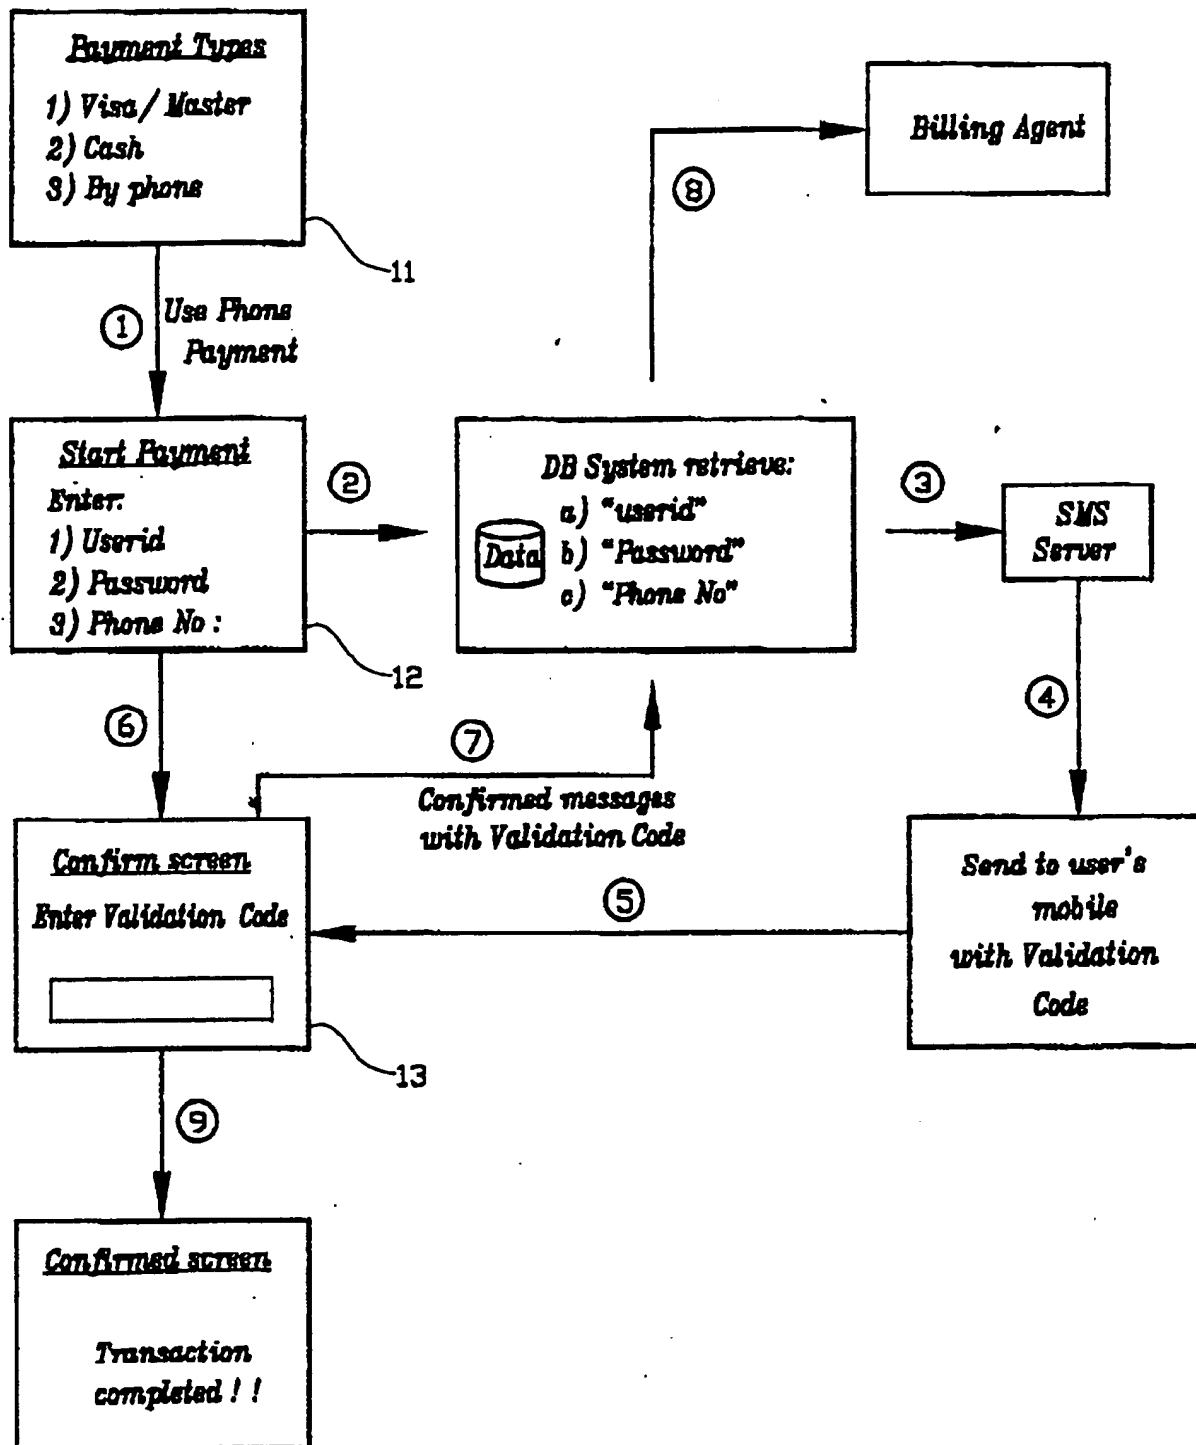 Payment Types
1) Visa/ Master
2) Cash
3) By phone
11
1
Use Phone
Payment
Start Payment
Enter:
1) Userid
2) Password
3) Phone No :
12
2
DB System retrieve:
a) "userid"
b) "Password"
c) "Phone No"
Data
3
SMS
Server
8
Billing Agent
4
Send to user's
mobile
with Validation
Code
5
6
7
Confirmed messages
with Validation Code
Confirm screen
Enter Validation Code
13
9
Confirmed screen
Transaction
completed ! !